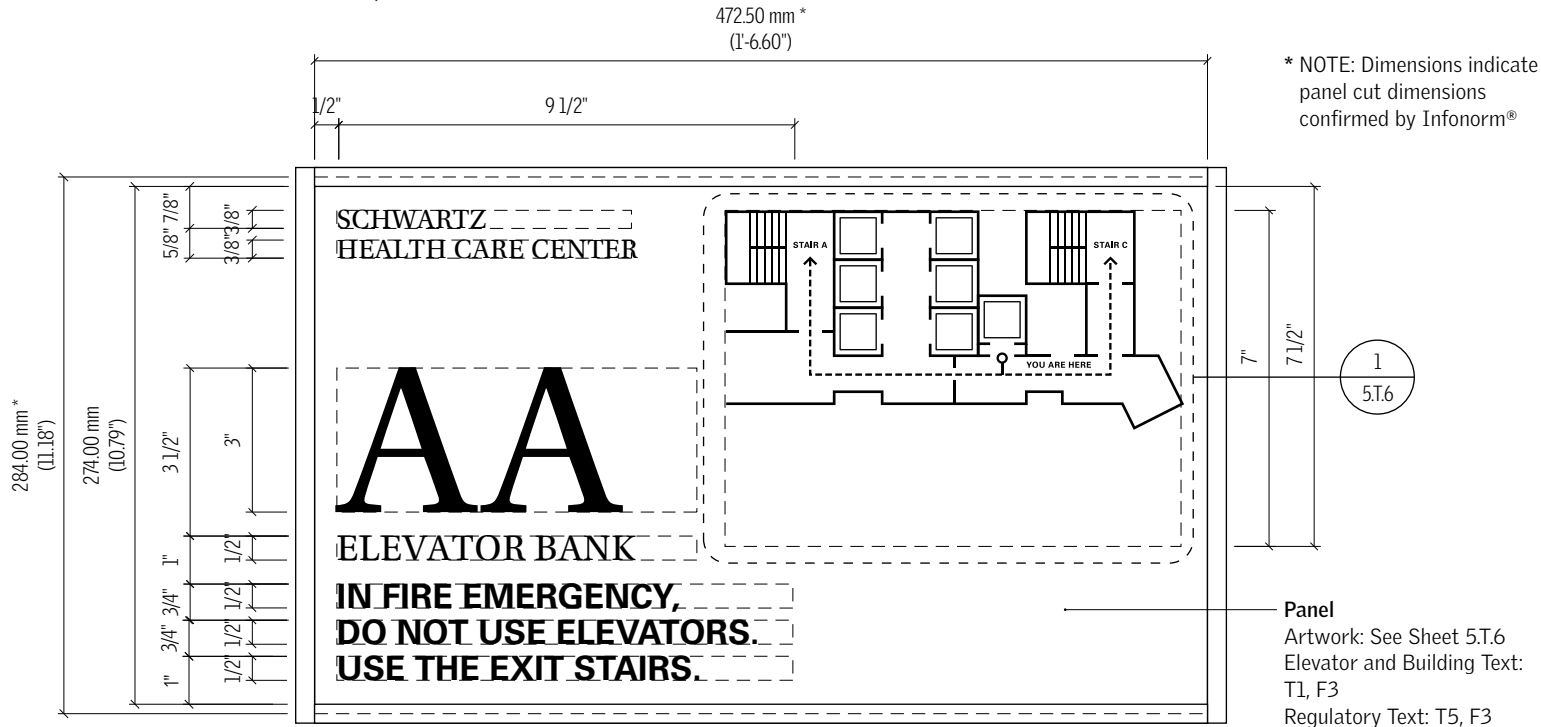 472.50 mm *
(1'-6.60")
* NOTE: Dimensions indicate
panel cut dimensions
confirmed by Infonorm®
1/2"
9 1/2"
284.00 mm *
(11.18")
274.00 mm
(10.79")
7/8"
5/8"
3/8"
3/8"
3 1/2"
3"
1"
1/2"
3/4"
1/2"
3/4"
1/2"
1"
1/2"
SCHWARTZ
HEALTH CARE CENTER
AA
ELEVATOR BANK
IN FIRE EMERGENCY,
DO NOT USE ELEVATORS.
USE THE EXIT STAIRS.
STAIR A
STAIR C
YOU ARE HERE
7"
7 1/2"
1
5.T.6
Panel
Artwork: See Sheet 5.T.6
Elevator and Building Text:
T1, F3
Regulatory Text: T5, F3